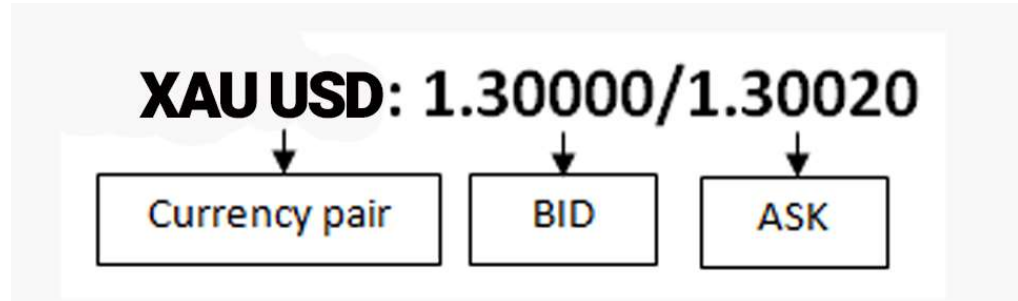 XAU USD: 1.30000/1.30020
Currency pair BID ASK